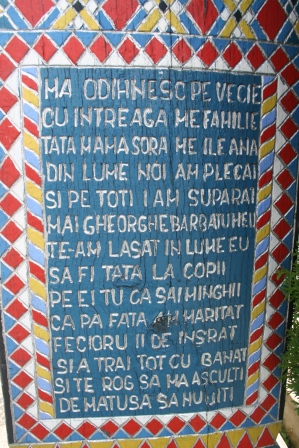 MA ODIHNESC PE VECIE
CU INTREAGA ME FAMILIE
TATA MAMA SORA ME ILEANA
DIN LUME NOI AM PLECAT
SI PE TOTI I AM SUPARAT
MAI GHEORGHE BARBATU
TE-AM LASAT IN LUME EU
SA FI TATA LA COPII
PE EI TU CA SAI MINGHII
CA PA FATA AM MARITAT
FECIORU II DE INSRAT
SI A TRAI TOT CU BANAT
SI TE ROG SA MA ASCULTI
DE MATUSA SA NU UITI